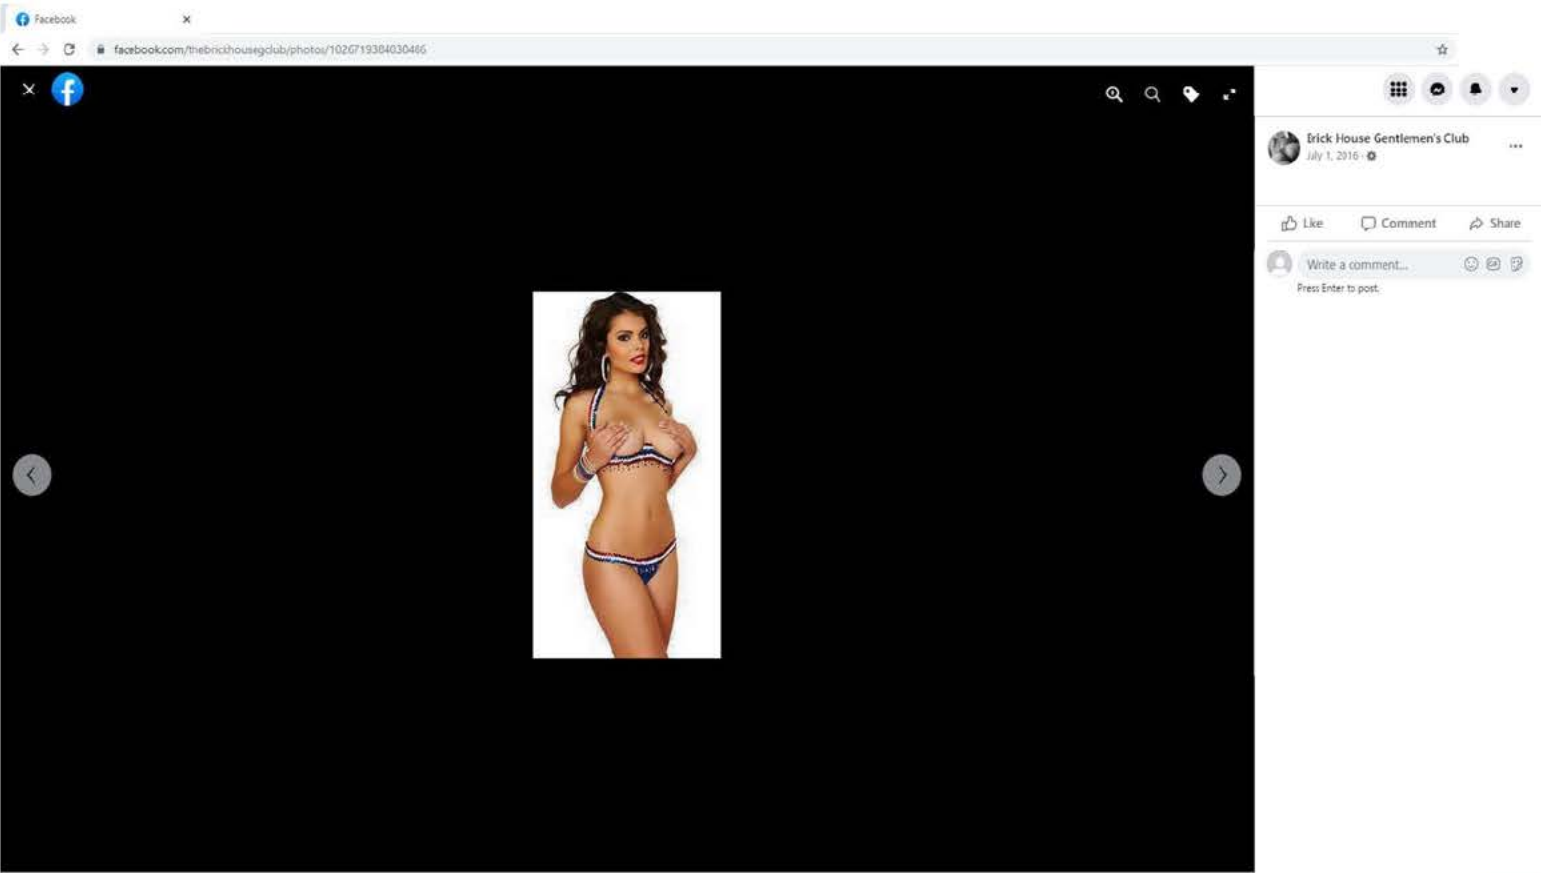 Facebook
facebook.com/thebrickhousegclub/photos/1026719384030486
Brick House Gentlemen's Club
July 1, 2016
Like Comment Share
Write a comment...
Press Enter to post.